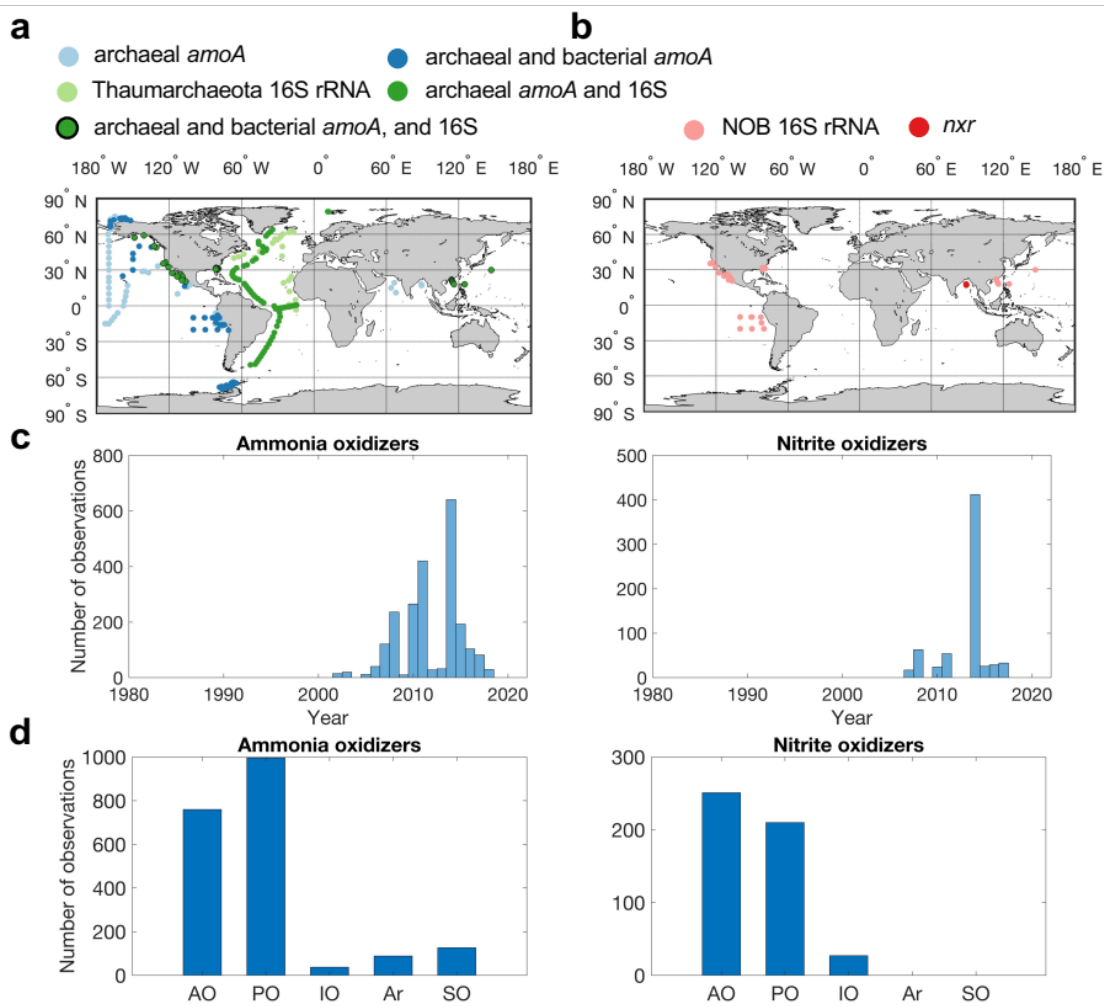 a
archaeal amoA
archaeal and bacterial amoA
Thaumarchaeota 16S rRNA
archaeal amoA and 16S
archaeal and bacterial amoA, and 16S
180° W 120° W 60° W 0° 60° E 120° E 180° E
90° N
60° N
30° N
0°
30° S
60° S
90° S
b
NOB 16S rRNA
nxr
180° W 120° W 60° W 0° 60° E 120° E 180° E
90° N
60° N
30° N
0°
30° S
60° S
90° S
c
Ammonia oxidizers
Number of observations
800
600
400
200
0
1980 1990 2000 2010 2020
Year
Nitrite oxidizers
500
400
300
200
100
0
1980 1990 2000 2010 2020
Year
d
Ammonia oxidizers
Number of observations
1000
800
600
400
200
0
AO PO IO Ar SO
Nitrite oxidizers
300
200
100
0
AO PO IO Ar SO